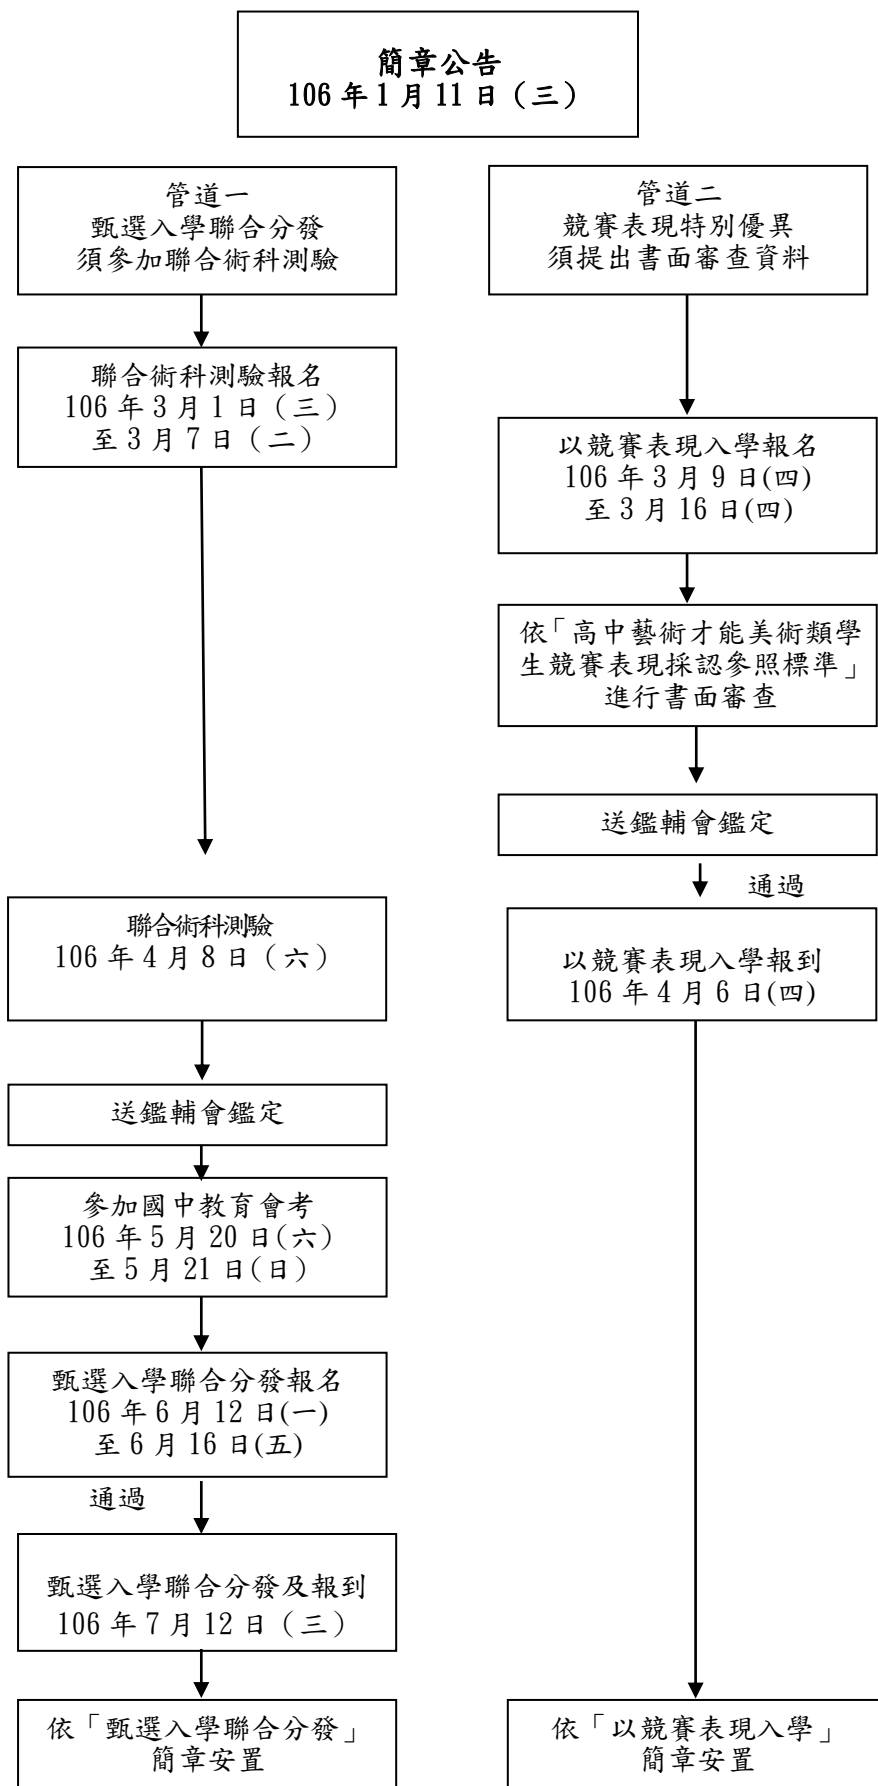 簡章公告
106 年 1 月 11 日（三）
管道一
甄選入學聯合分發
須參加聯合術科測驗
聯合術科測驗報名
106 年 3 月 1 日（三）
至 3 月 7 日（二）
聯合術科測驗
106 年 4 月 8 日（六）
送鑑輔會鑑定
參加國中教育會考
106 年 5 月 20 日(六)
至 5 月 21 日(日)
甄選入學聯合分發報名
106 年 6 月 12 日(一)
至 6 月 16 日(五)
通過
甄選入學聯合分發及報到
106 年 7 月 12 日（三）
依「甄選入學聯合分發」
簡章安置
管道二
競賽表現特別優異
須提出書面審查資料
以競賽表現入學報名
106 年 3 月 9 日(四)
至 3 月 16 日(四)
依「高中藝術才能美術類學
生競賽表現採認參照標準」
進行書面審查
送鑑輔會鑑定
通過
以競賽表現入學報到
106 年 4 月 6 日(四)
依「以競賽表現入學」
簡章安置